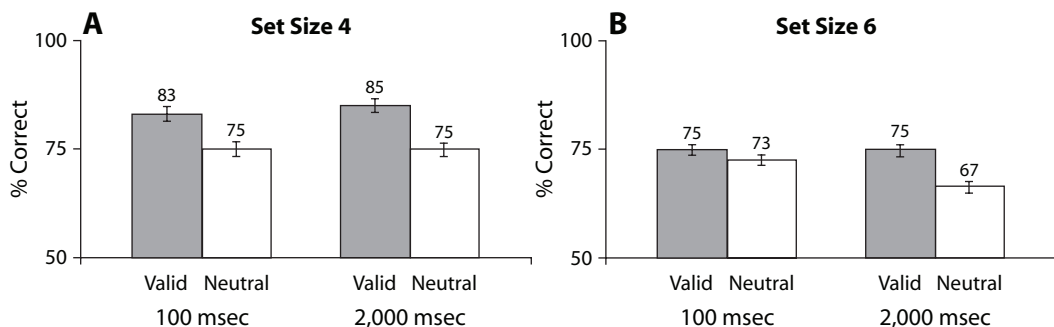 A Set Size 4
100
83
75
85
75
75
50
% Correct
Valid Neutral Valid Neutral
100 msec 2,000 msec
B Set Size 6
100
75
73
75
67
75
50
% Correct
Valid Neutral Valid Neutral
100 msec 2,000 msec